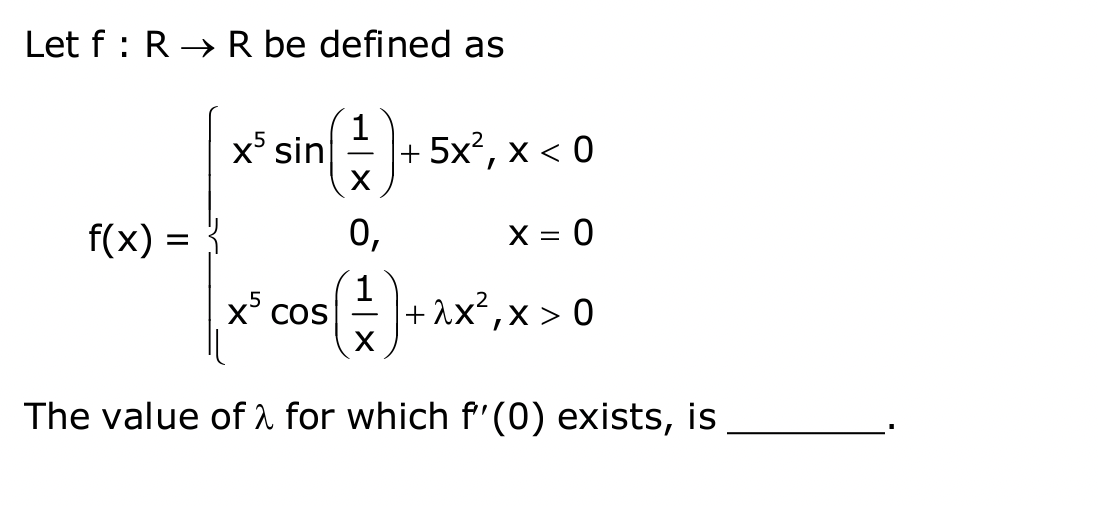 Let f : R → R be defined as
f(x) = { x⁵ sin(1/x) + 5x², x < 0
0, x = 0
x⁵ cos(1/x) + λx², x > 0
The value of λ for which f′′(0) exists, is ________.